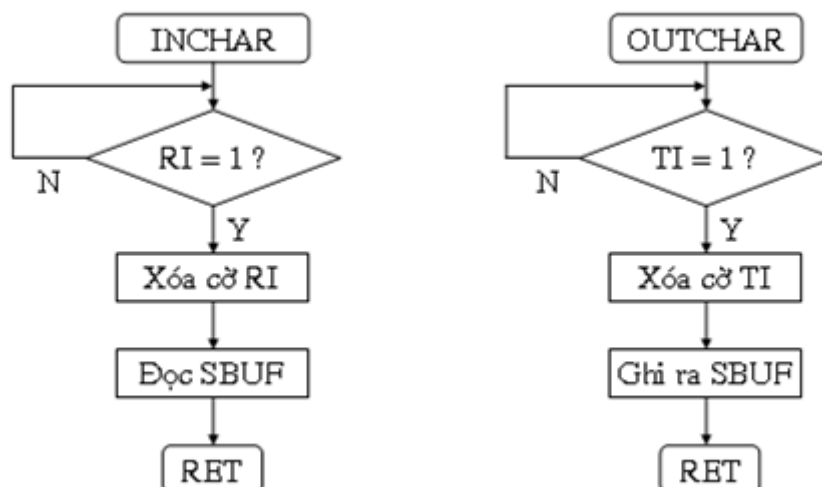 INCHAR
RI = 1 ?
N
Y
Xóa cờ RI
Đọc SBUF
RET
OUTCHAR
TI = 1 ?
N
Y
Xóa cờ TI
Ghi ra SBUF
RET